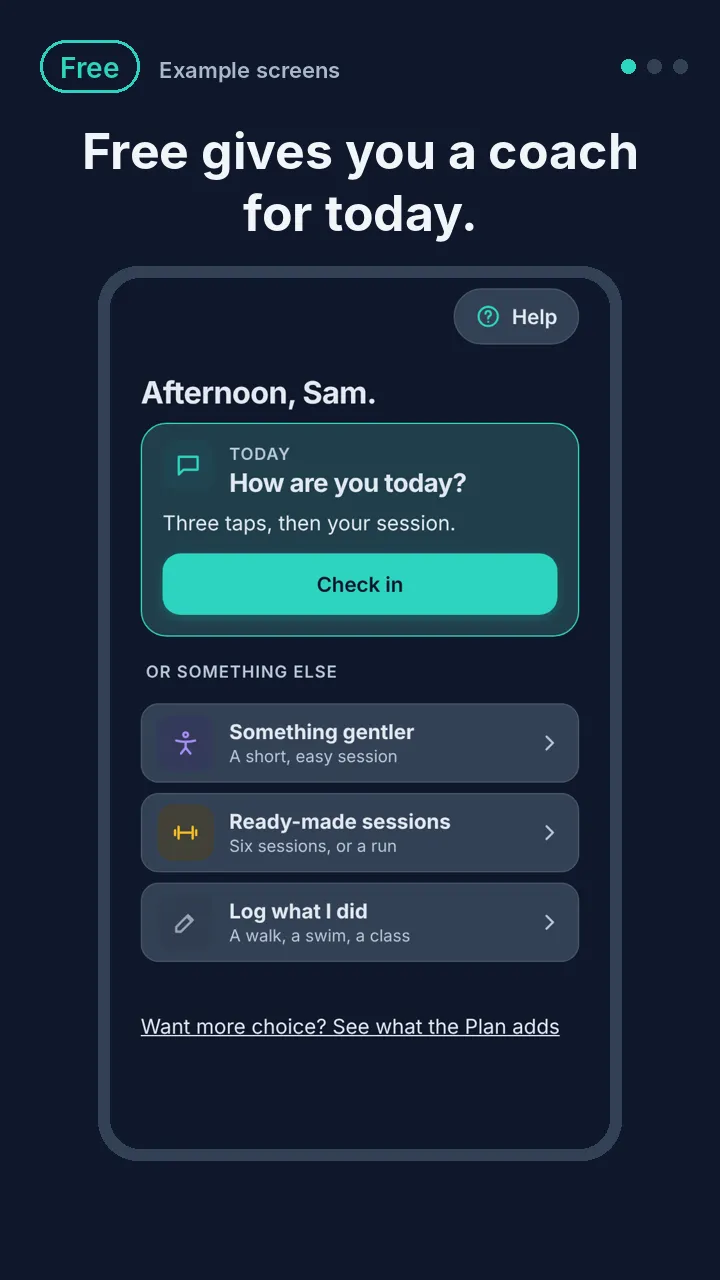 Free
Example screens
Free gives you a coach
for today.
Help
Afternoon, Sam.
TODAY
How are you today?
Three taps, then your session.
Check in
OR SOMETHING ELSE
Something gentler
A short, easy session
Ready-made sessions
Six sessions, or a run
Log what I did
A walk, a swim, a class
Want more choice? See what the Plan adds